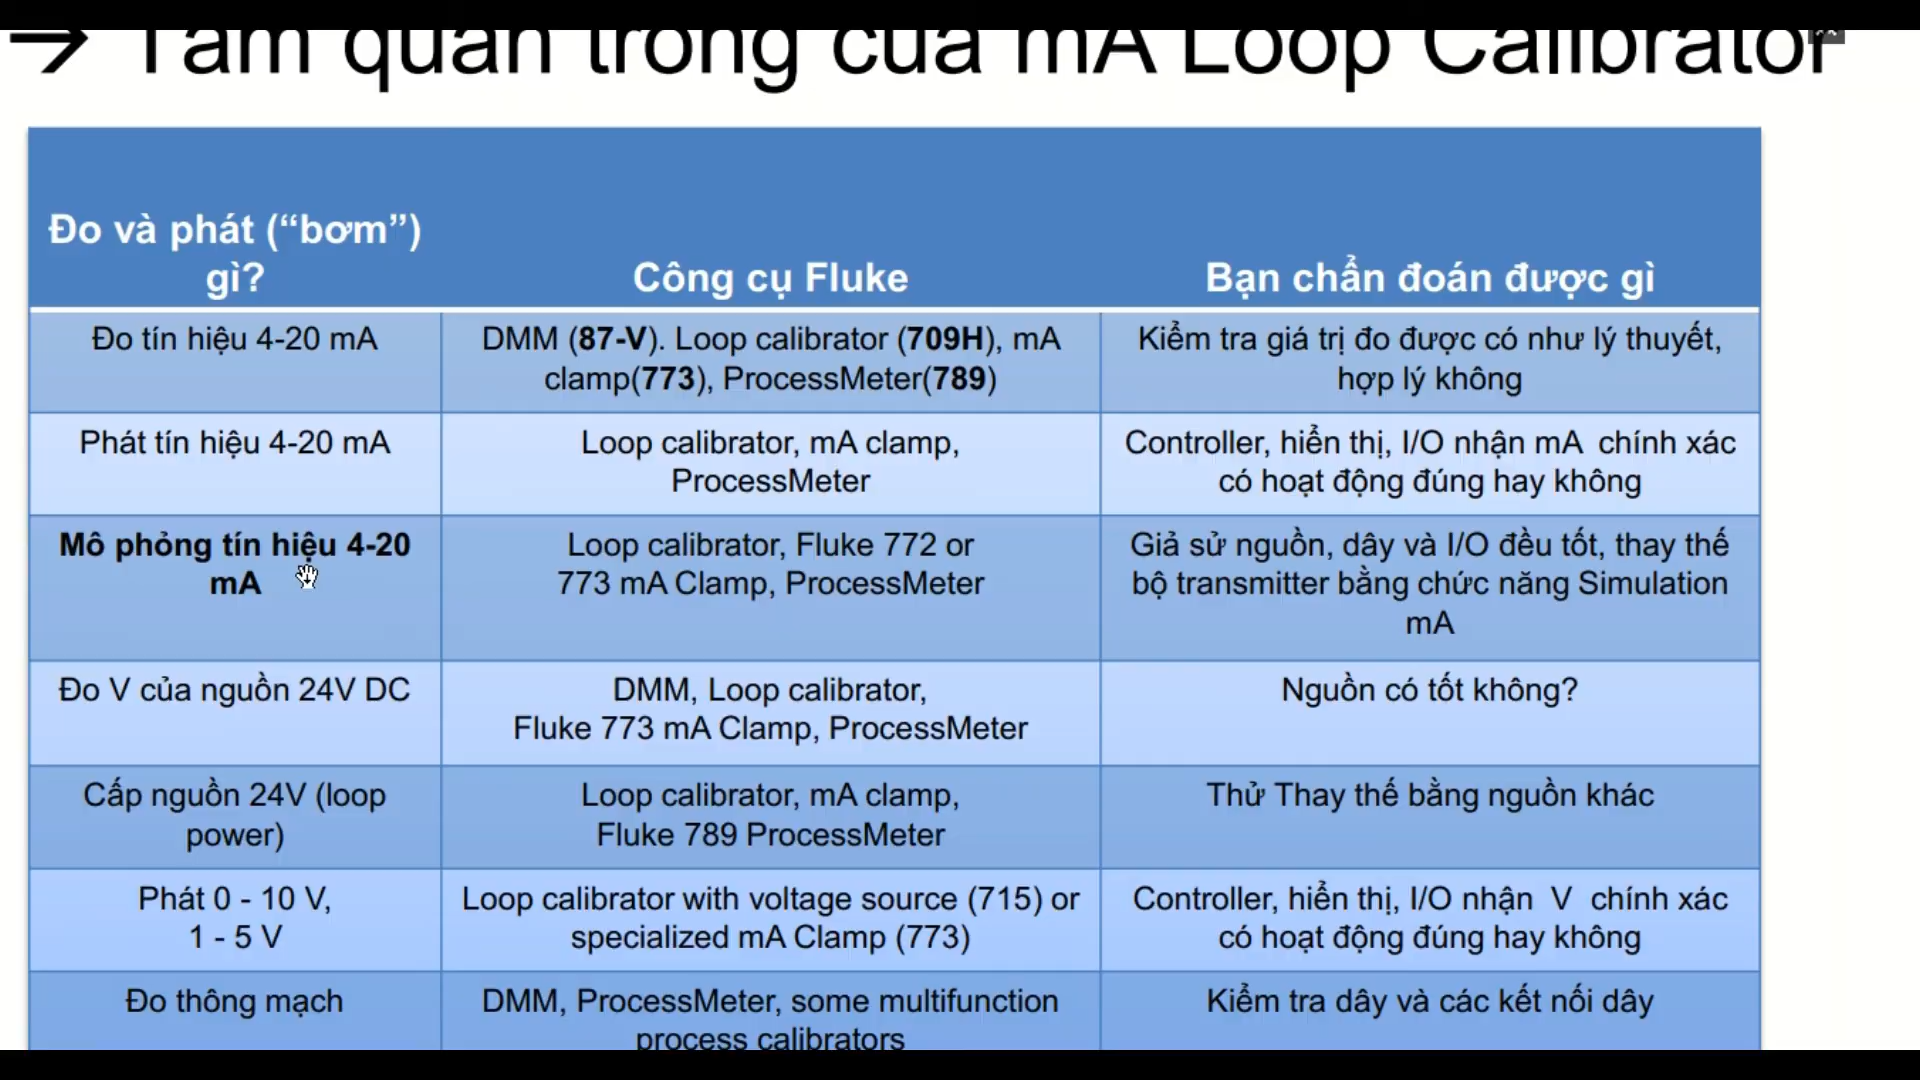 → Tầm quan trọng của mA Loop Calibrator
Đo và phát (“bơm”)
gì?
Công cụ Fluke
Bạn chẩn đoán được gì
Đo tín hiệu 4-20 mA
DMM (87-V). Loop calibrator (709H), mA
clamp(773), ProcessMeter(789)
Kiểm tra giá trị đo được có như lý thuyết,
hợp lý không
Phát tín hiệu 4-20 mA
Loop calibrator, mA clamp,
ProcessMeter
Controller, hiển thị, I/O nhận mA chính xác
có hoạt động đúng hay không
Mô phỏng tín hiệu 4-20
mA
Loop calibrator, Fluke 772 or
773 mA Clamp, ProcessMeter
Giả sử nguồn, dây và I/O đều tốt, thay thế
bộ transmitter bằng chức năng Simulation
mA
Đo V của nguồn 24V DC
DMM, Loop calibrator,
Fluke 773 mA Clamp, ProcessMeter
Nguồn có tốt không?
Cấp nguồn 24V (loop
power)
Loop calibrator, mA clamp,
Fluke 789 ProcessMeter
Thử Thay thế bằng nguồn khác
Phát 0 - 10 V,
1 - 5 V
Loop calibrator with voltage source (715) or
specialized mA Clamp (773)
Controller, hiển thị, I/O nhận V chính xác
có hoạt động đúng hay không
Đo thông mạch
DMM, ProcessMeter, some multifunction
process calibrators
Kiểm tra dây và các kết nối dây